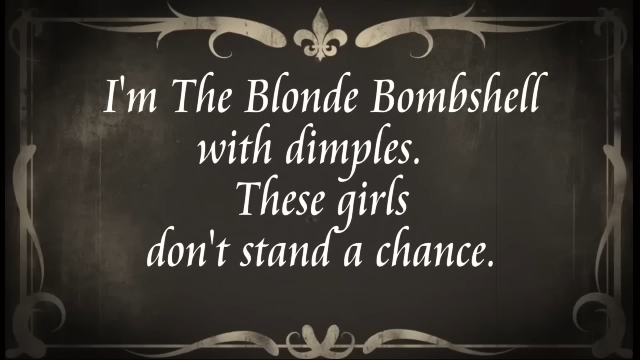 I'm The Blonde Bombshell
with dimples.
These girls
don't stand a chance.